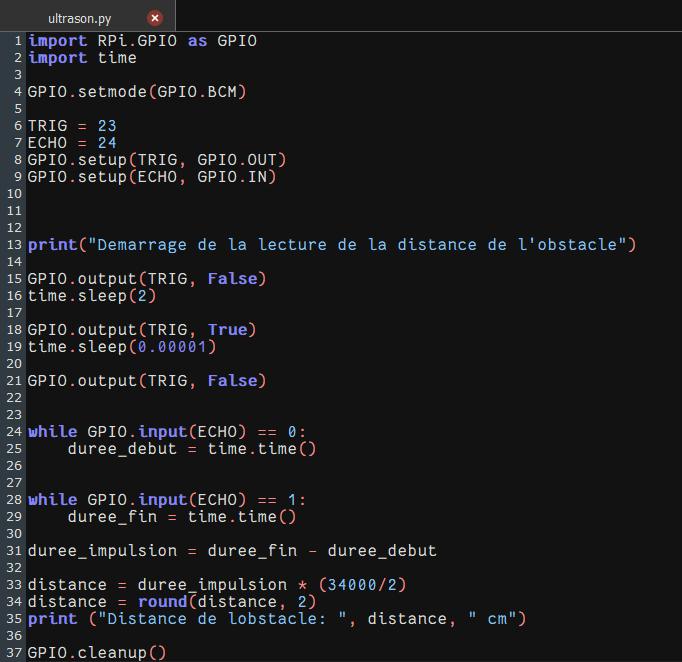 ultrason.py
1 import RPi.GPIO as GPIO
2 import time
3
4 GPIO.setmode(GPIO.BCM)
5
6 TRIG = 23
7 ECHO = 24
8 GPIO.setup(TRIG, GPIO.OUT)
9 GPIO.setup(ECHO, GPIO.IN)
10
11
12
13 print("Demarrage de la lecture de la distance de l'obstacle")
14
15 GPIO.output(TRIG, False)
16 time.sleep(2)
17
18 GPIO.output(TRIG, True)
19 time.sleep(0.00001)
20
21 GPIO.output(TRIG, False)
22
23
24 while GPIO.input(ECHO) == 0:
25     duree_debut = time.time()
26
27
28 while GPIO.input(ECHO) == 1:
29     duree_fin = time.time()
30
31 duree_impulsion = duree_fin - duree_debut
32
33 distance = duree_impulsion * (34000/2)
34 distance = round(distance, 2)
35 print ("Distance de lobstacle: ", distance, " cm")
36
37 GPIO.cleanup()